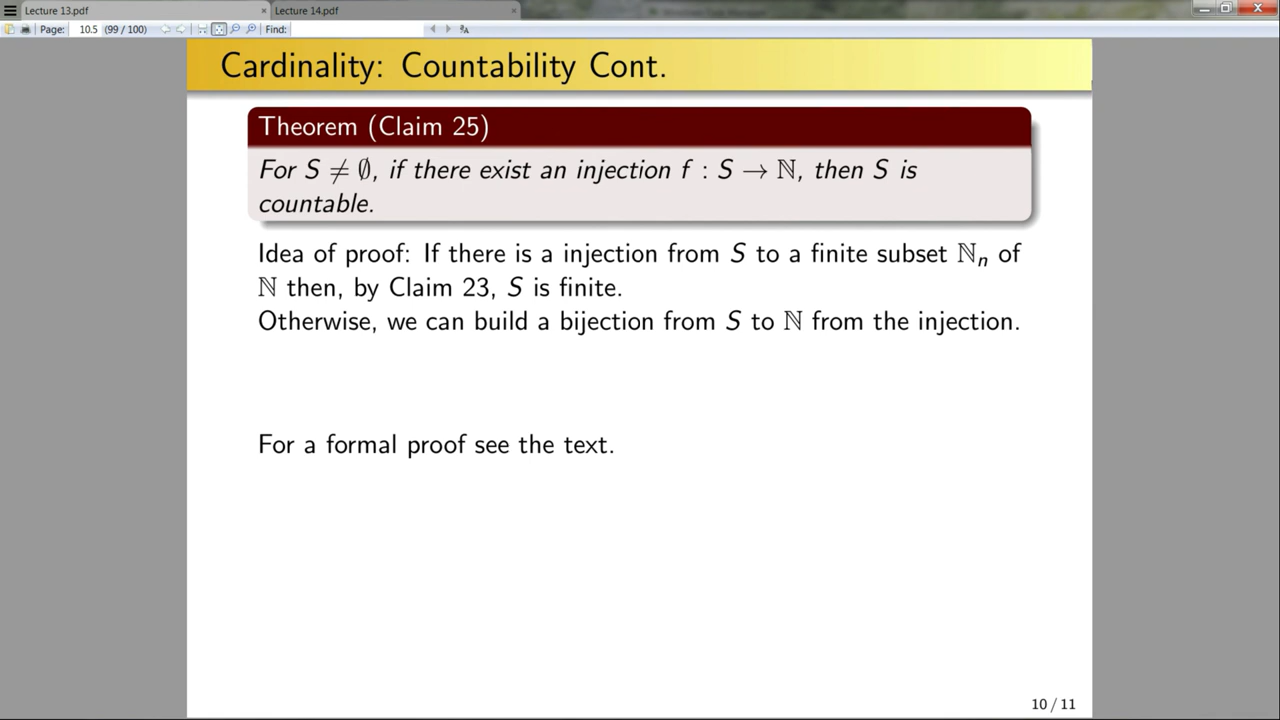 Lecture 13.pdf
Lecture 14.pdf
Page: 10.5 (99 / 100) Find:
Cardinality: Countability Cont.
Theorem (Claim 25)
For S ≠ ∅, if there exist an injection f : S → ℕ, then S is
countable.
Idea of proof: If there is a injection from S to a finite subset ℕₙ of
ℕ then, by Claim 23, S is finite.
Otherwise, we can build a bijection from S to ℕ from the injection.
For a formal proof see the text.
10 / 11